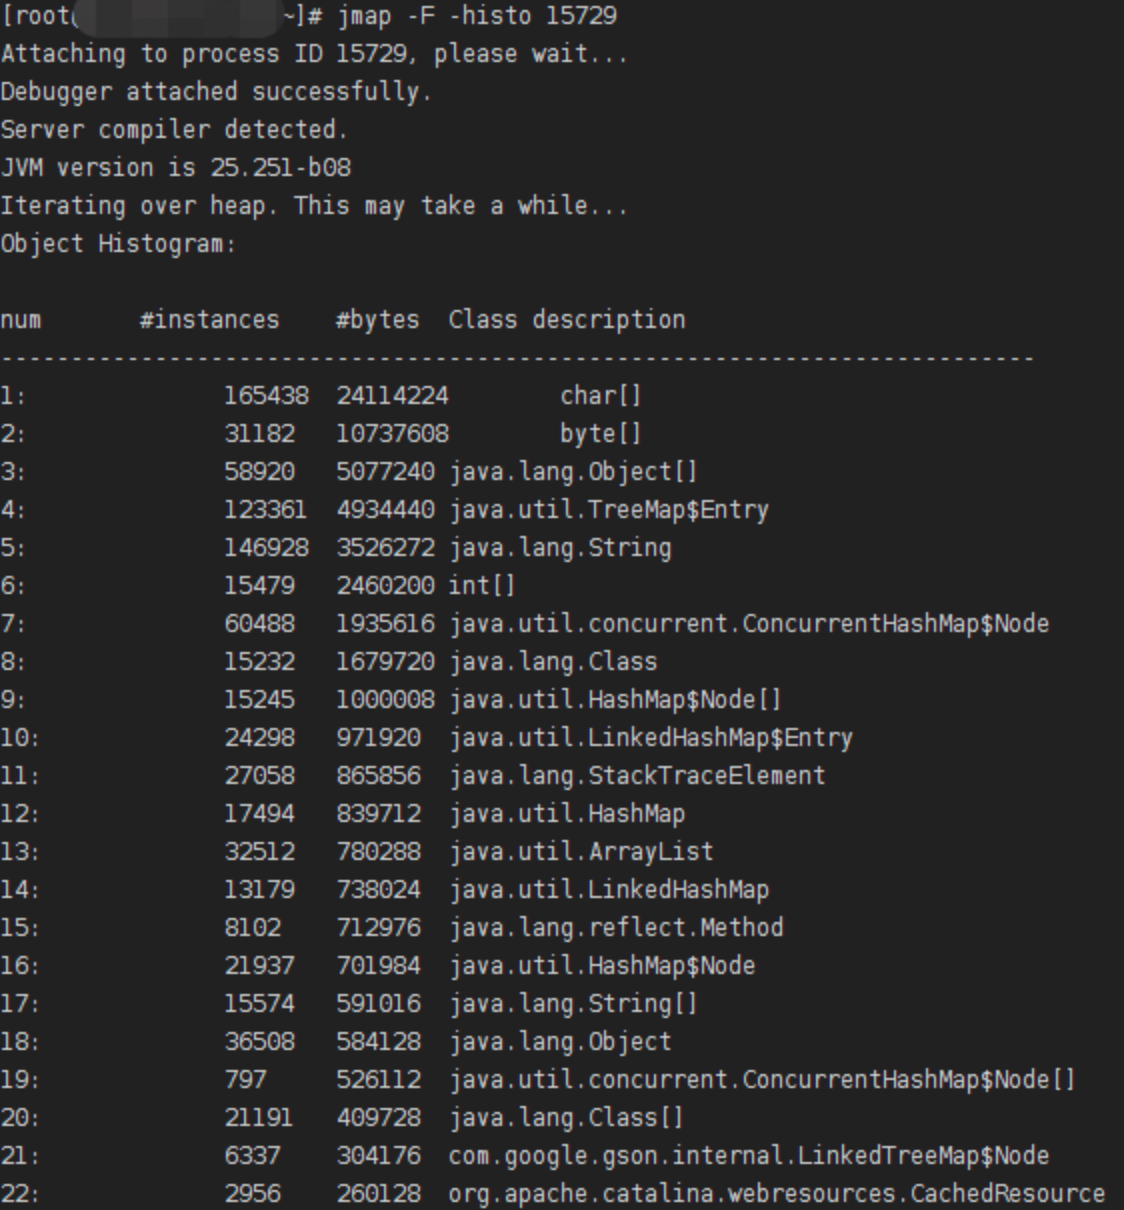 [root@ ~]# jmap -F -histo 15729
Attaching to process ID 15729, please wait...
Debugger attached successfully.
Server compiler detected.
JVM version is 25.251-b08
Iterating over heap. This may take a while...
Object Histogram:
num #instances #bytes Class description
--------------------------------------------------------------------------
1: 165438 24114224 char[]
2: 31182 10737608 byte[]
3: 58920 5077240 java.lang.Object[]
4: 123361 4934440 java.util.TreeMap$Entry
5: 146928 3526272 java.lang.String
6: 15479 2460200 int[]
7: 60488 1935616 java.util.concurrent.ConcurrentHashMap$Node
8: 15232 1679720 java.lang.Class
9: 15245 1000008 java.util.HashMap$Node[]
10: 24298 971920 java.util.LinkedHashMap$Entry
11: 27058 865856 java.lang.StackTraceElement
12: 17494 839712 java.util.HashMap
13: 32512 780288 java.util.ArrayList
14: 13179 738024 java.util.LinkedHashMap
15: 8102 712976 java.lang.reflect.Method
16: 21937 701984 java.util.HashMap$Node
17: 15574 591016 java.lang.String[]
18: 36508 584128 java.lang.Object
19: 797 526112 java.util.concurrent.ConcurrentHashMap$Node[]
20: 21191 409728 java.lang.Class[]
21: 6337 304176 com.google.gson.internal.LinkedTreeMap$Node
22: 2956 260128 org.apache.catalina.webresources.CachedResource